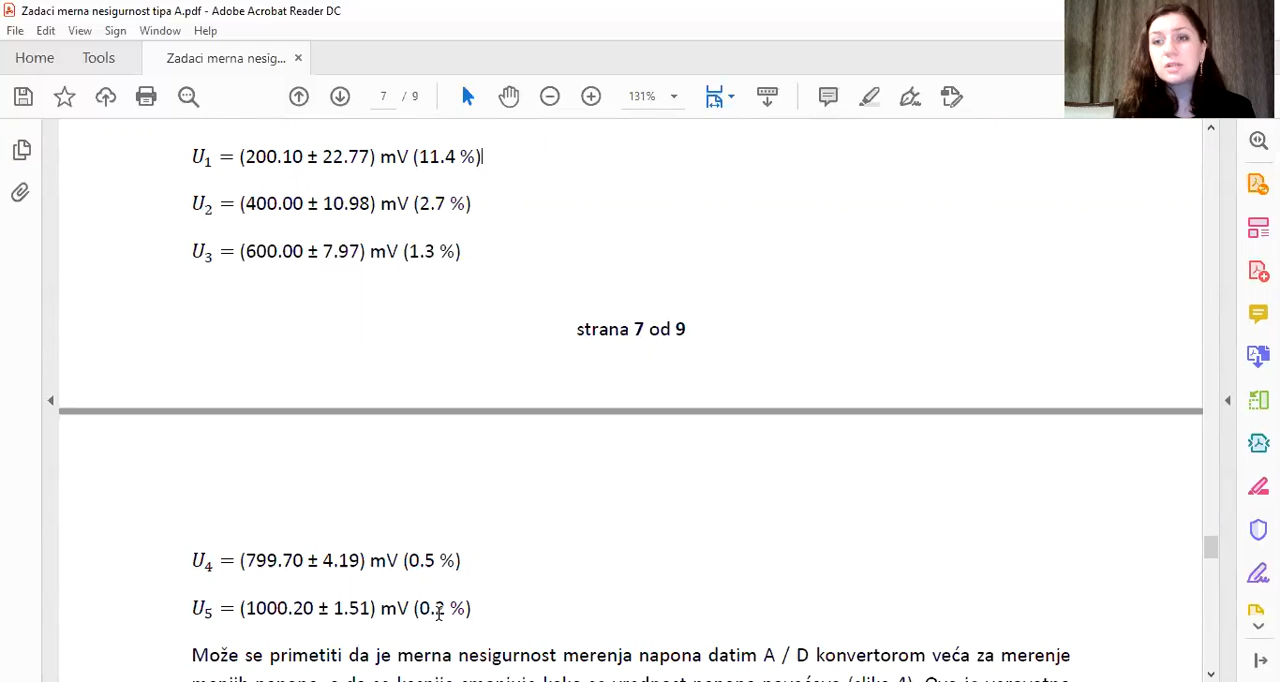 Zadaci merna nesigurnost tipa A.pdf - Adobe Acrobat Reader DC
File Edit View Sign Window Help
Home Tools Zadaci merna nesig... ×
7 / 9 131%
U₁ = (200.10 ± 22.77) mV (11.4 %)
U₂ = (400.00 ± 10.98) mV (2.7 %)
U₃ = (600.00 ± 7.97) mV (1.3 %)
strana 7 od 9
U₄ = (799.70 ± 4.19) mV (0.5 %)
U₅ = (1000.20 ± 1.51) mV (0.2 %)
Može se primetiti da je merna nesigurnost merenja napona datim A / D konvertorom veća za merenje